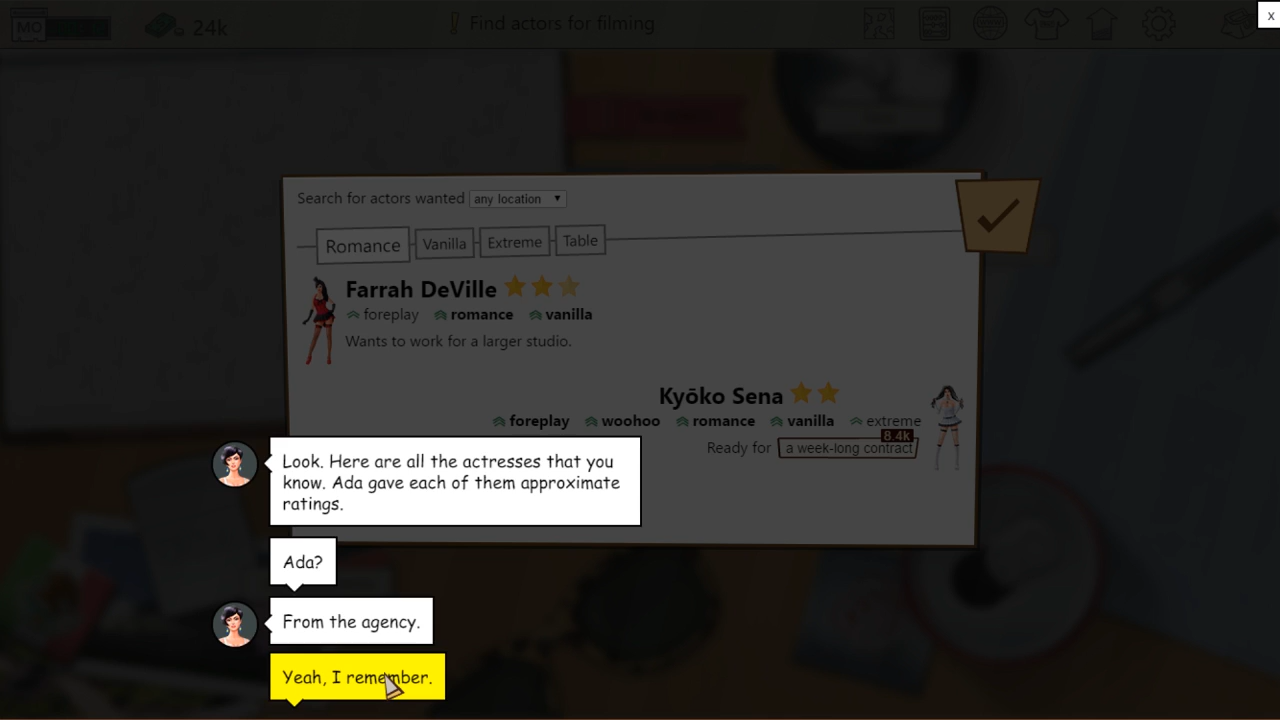 MO 24k Find actors for filming x
Search for actors wanted any location
Romance Vanilla Extreme Table
Farrah DeVille
foreplay romance vanilla
Wants to work for a larger studio.
Kyōko Sena
foreplay woohoo romance vanilla extreme
8.4k
Ready for a week-long contract
Look. Here are all the actresses that you
know. Ada gave each of them approximate
ratings.
Ada?
From the agency.
Yeah, I remember.